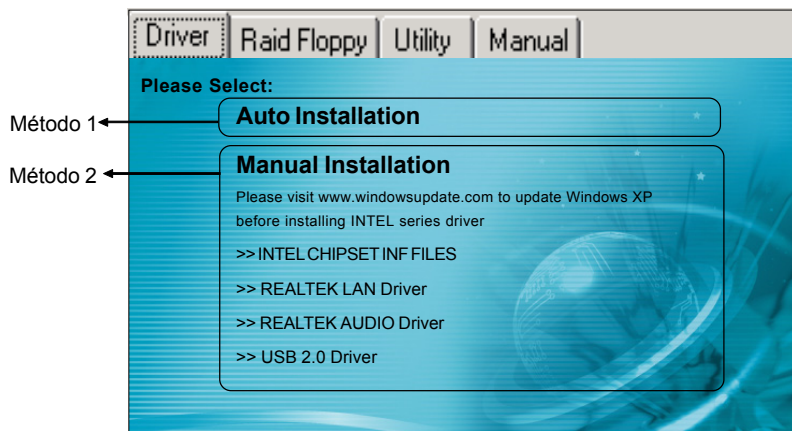 Driver Raid Floppy Utility Manual
Please Select:
Método 1
Auto Installation
Método 2
Manual Installation
Please visit www.windowsupdate.com to update Windows XP
before installing INTEL series driver
>> INTEL CHIPSET INF FILES
>> REALTEK LAN Driver
>> REALTEK AUDIO Driver
>> USB 2.0 Driver